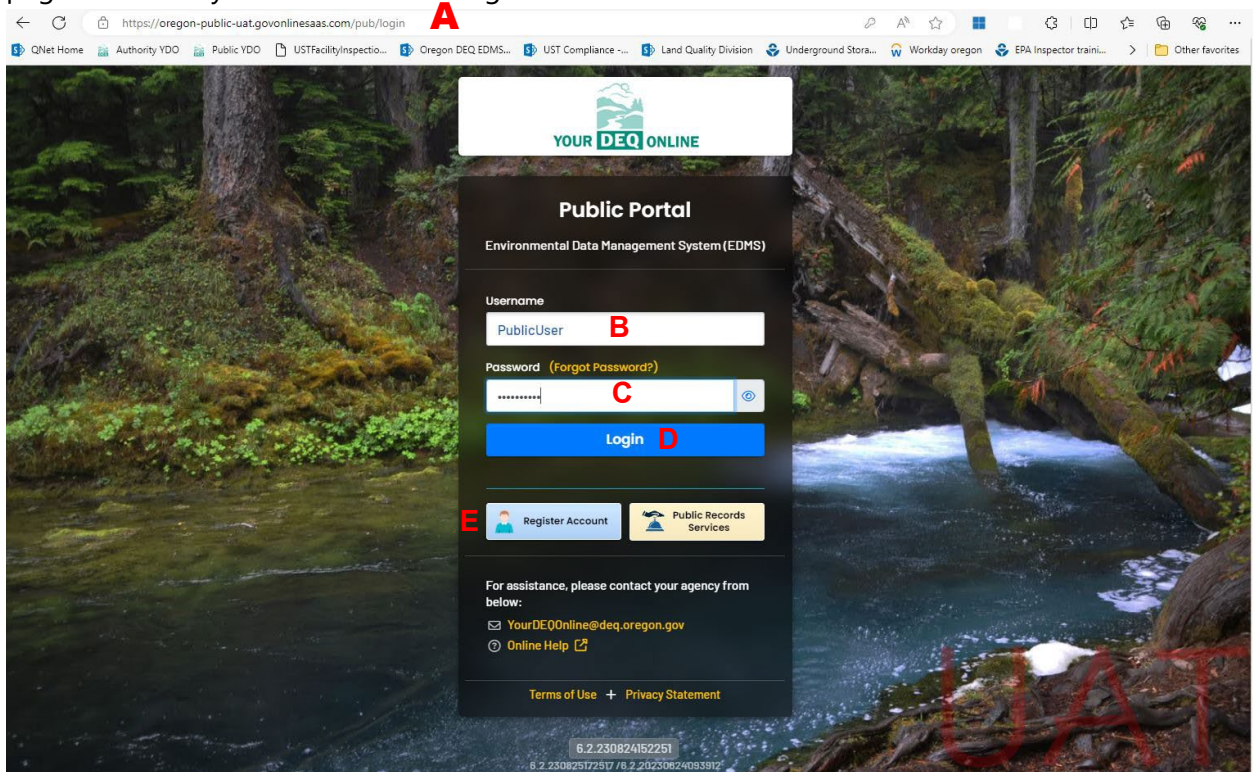 A
https://oregon-public-uat.govonlinesaas.com/pub/login
QNet Home Authority YDO Public YDO USTFacilityInspectio... Oregon DEQ EDMS... UST Compliance -... Land Quality Division Underground Stora... Workday oregon EPA Inspector traini... Other favorites
YOUR DEQ ONLINE
Public Portal
Environmental Data Management System (EDMS)
Username
PublicUser B
Password (Forgot Password?)
•••••••••• C
Login D
E Register Account
Public Records
Services
For assistance, please contact your agency from
below:
YourDEQOnline@deq.oregon.gov
Online Help
Terms of Use + Privacy Statement
UAT
6.2.230824152251
6.2.230825172517 / 6.2.20230824093912